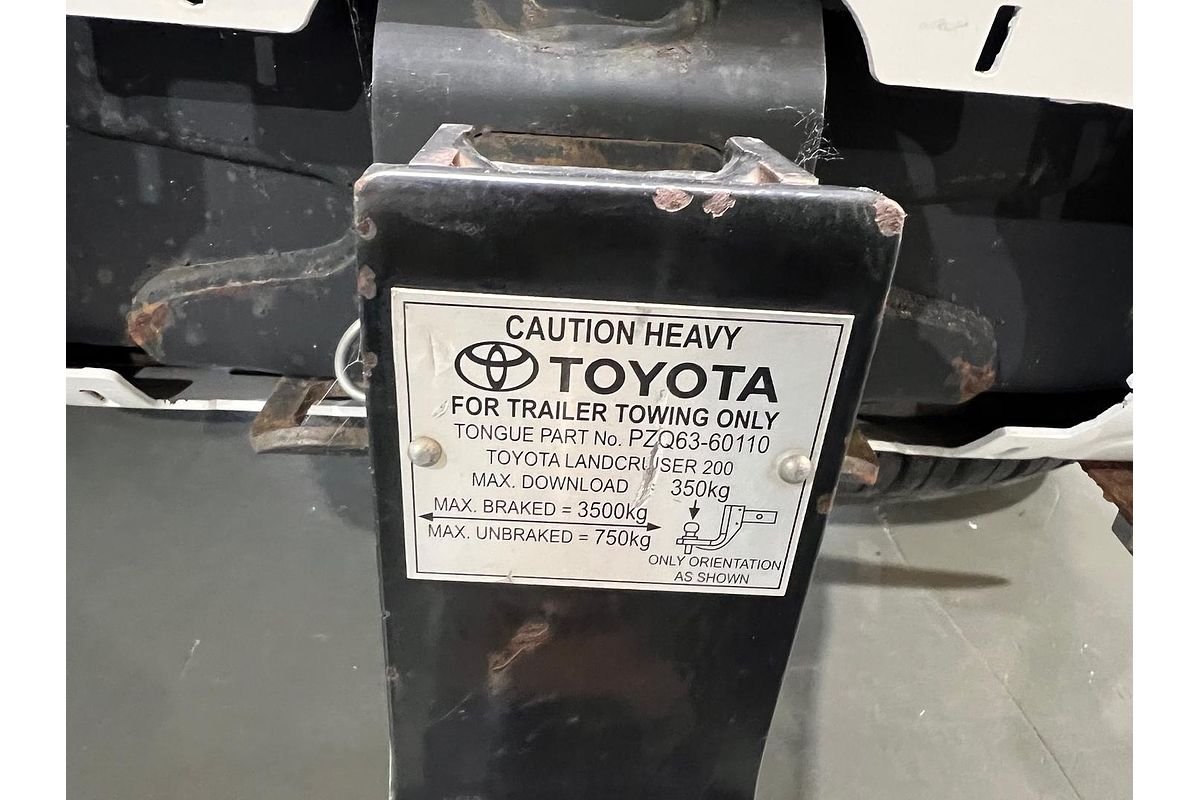 CAUTION HEAVY
TOYOTA
FOR TRAILER TOWING ONLY
TONGUE PART No. PZQ63-60110
TOYOTA LANDCRUISER 200
MAX. DOWNLOAD = 350kg
MAX. BRAKED = 3500kg
MAX. UNBRAKED = 750kg
ONLY ORIENTATION
AS SHOWN